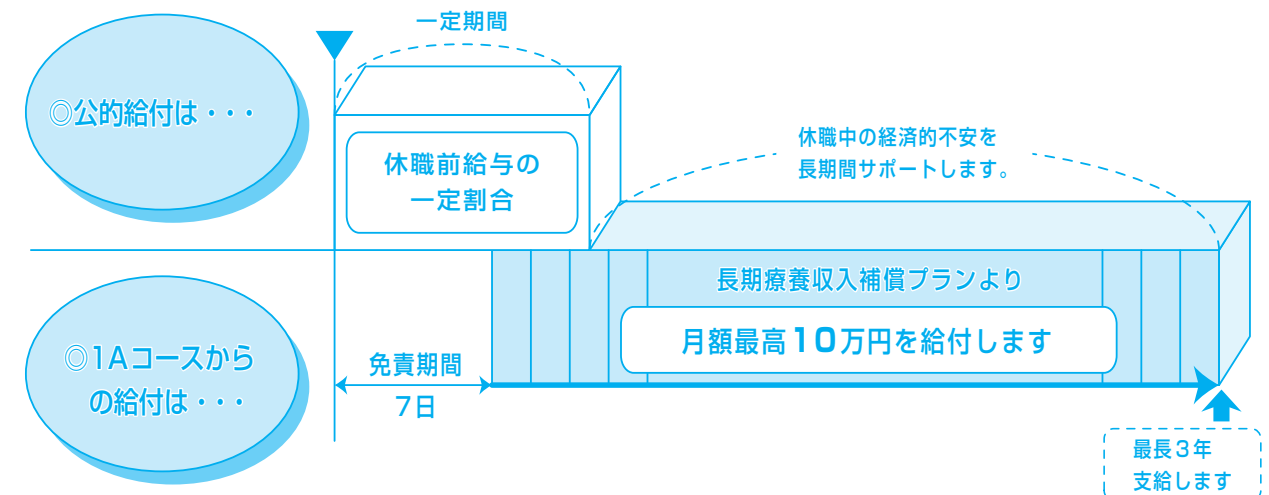 一定期間
◎公的給付は・・・
休職前給与の
一定割合
休職中の経済的不安を
長期間サポートします。
長期療養収入補償プランより
月額最高10万円を給付します
◎1Aコースから
の給付は・・・
免責期間
7日
最長3年
支給します